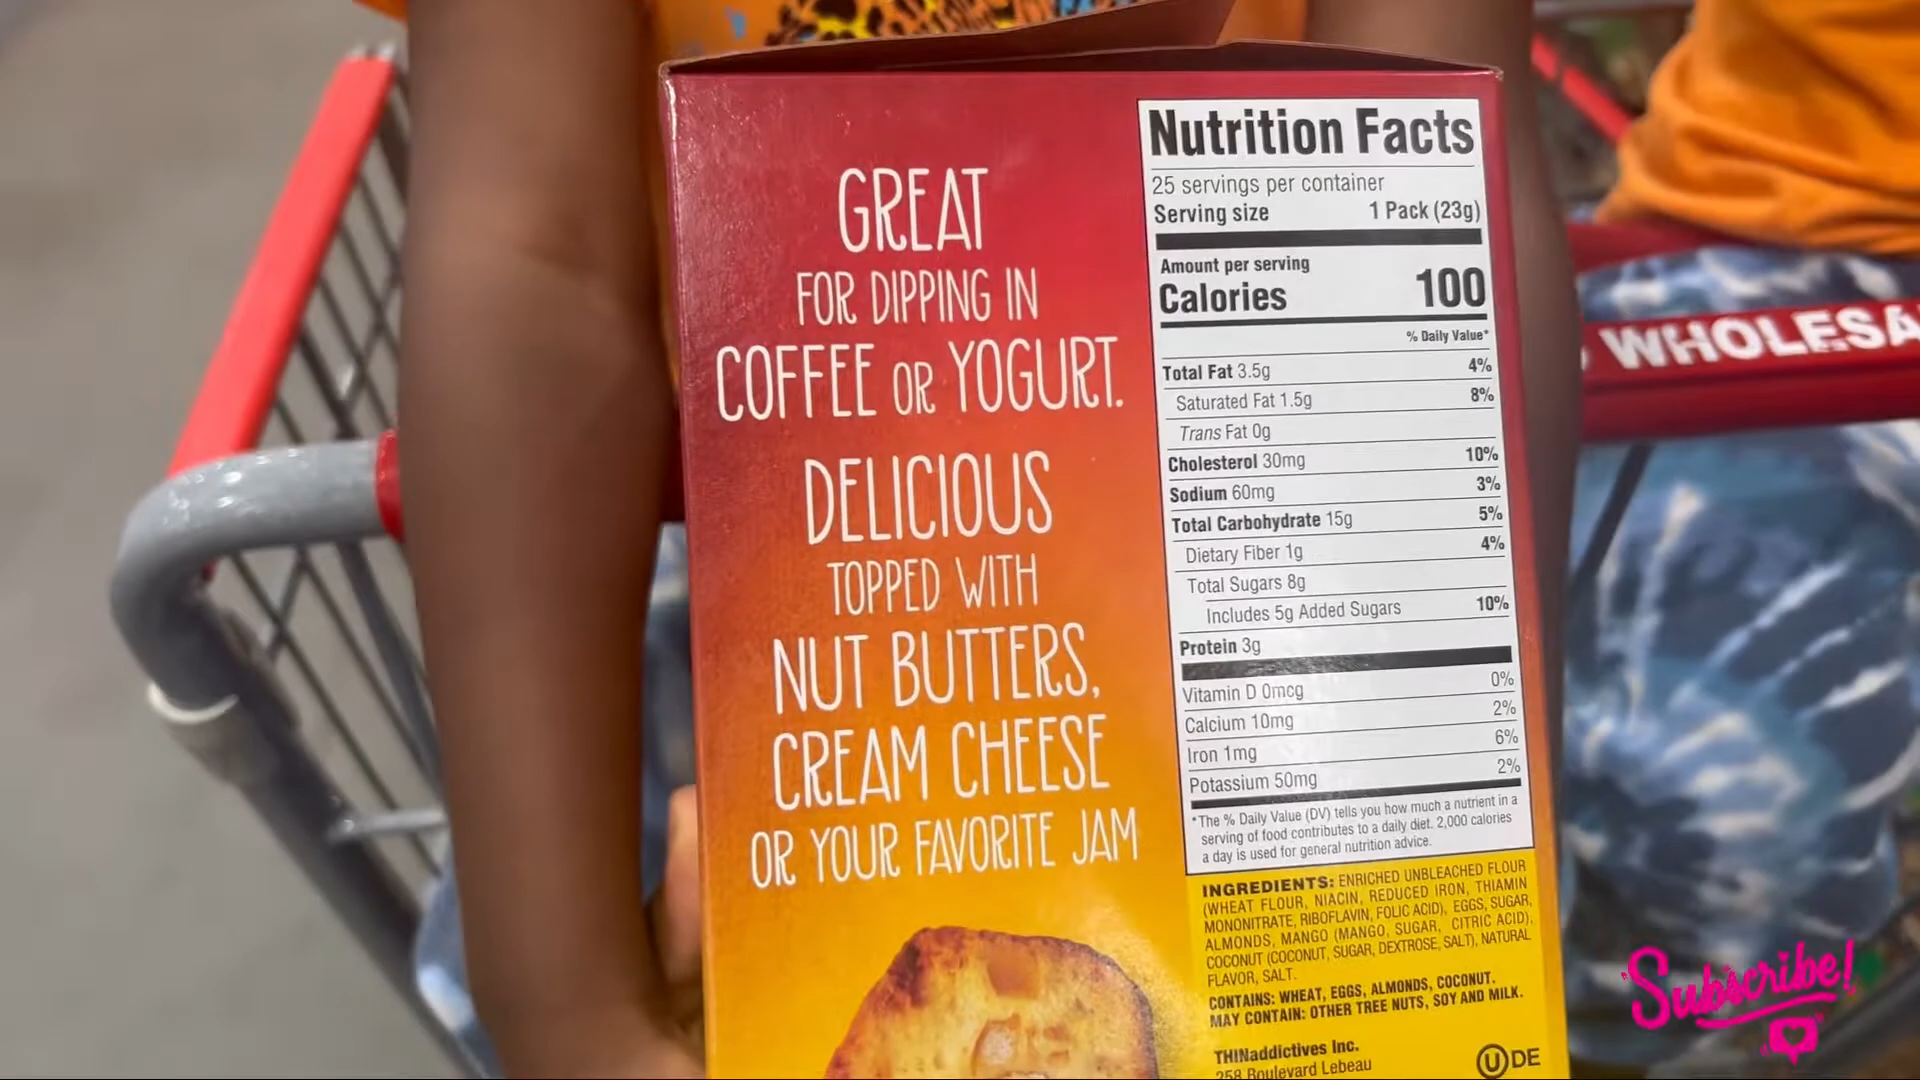 GREAT
FOR DIPPING IN
COFFEE OR YOGURT.
DELICIOUS
TOPPED WITH
NUT BUTTERS,
CREAM CHEESE
OR YOUR FAVORITE JAM
Nutrition Facts
25 servings per container
Serving size 1 Pack (23g)
Amount per serving
Calories 100
% Daily Value*
Total Fat 3.5g 4%
Saturated Fat 1.5g 8%
Trans Fat 0g
Cholesterol 30mg 10%
Sodium 60mg 3%
Total Carbohydrate 15g 5%
Dietary Fiber 1g 4%
Total Sugars 8g
Includes 5g Added Sugars 10%
Protein 3g
Vitamin D 0mcg 0%
Calcium 10mg 2%
Iron 1mg 6%
Potassium 50mg 2%
*The % Daily Value (DV) tells you how much a nutrient in a
serving of food contributes to a daily diet. 2,000 calories
a day is used for general nutrition advice.
INGREDIENTS: ENRICHED UNBLEACHED FLOUR
(WHEAT FLOUR, NIACIN, REDUCED IRON, THIAMIN
MONONITRATE, RIBOFLAVIN, FOLIC ACID), EGGS, SUGAR,
ALMONDS, MANGO (MANGO, SUGAR, CITRIC ACID),
COCONUT (COCONUT, SUGAR, DEXTROSE, SALT), NATURAL
FLAVOR, SALT.
CONTAINS: WHEAT, EGGS, ALMONDS, COCONUT.
MAY CONTAIN: OTHER TREE NUTS, SOY AND MILK.
THINaddictives Inc.
258 Boulevard Lebeau
U DE
WHOLESA
Subscribe!